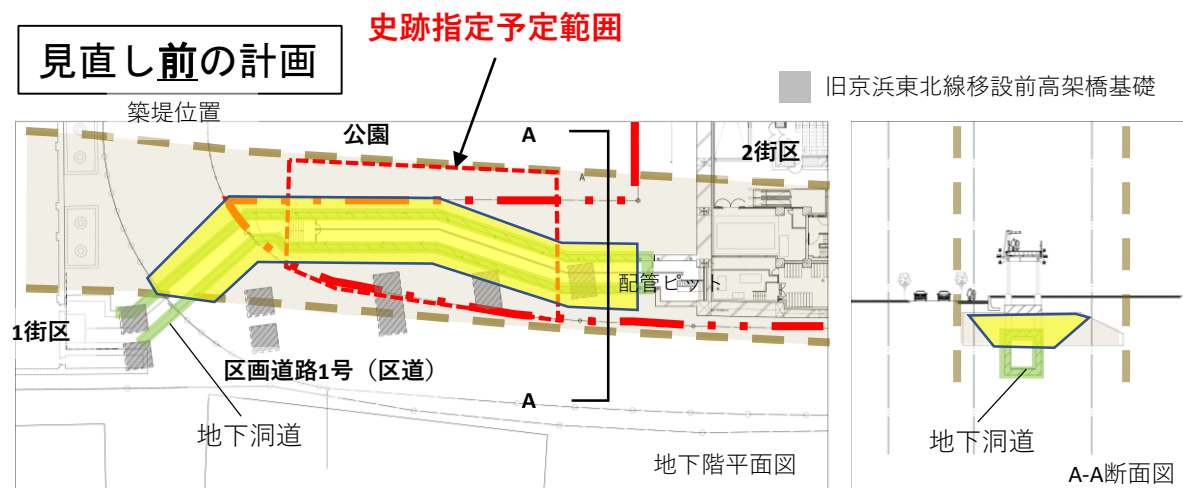 史跡指定予定範囲
見直し前の計画
旧京浜東北線移設前高架橋基礎
築堤位置
公園
A
2街区
A
配管ピット
1街区
区画道路1号（区道）
A
地下洞道
地下階平面図
地下洞道
A-A断面図